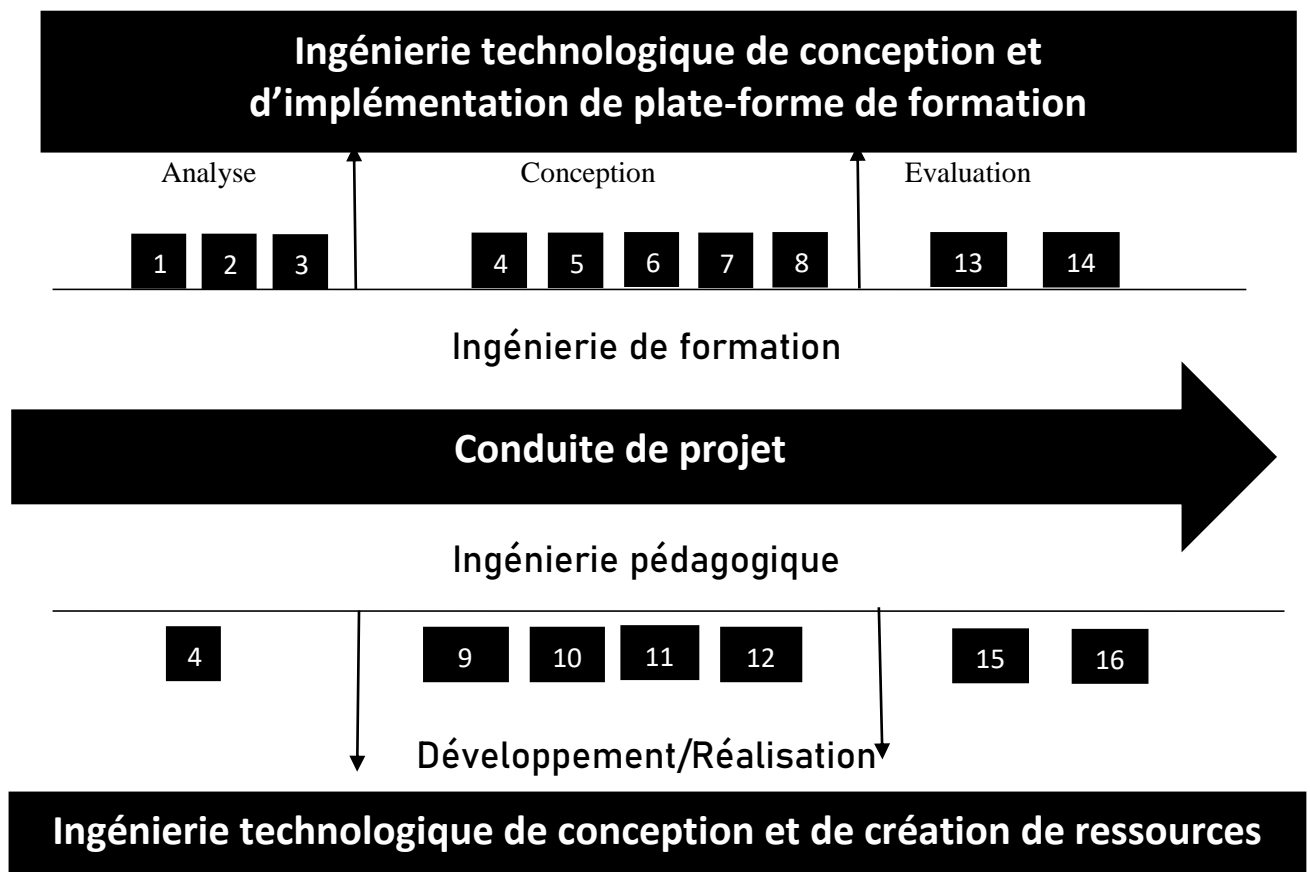 Ingénierie technologique de conception et
d'implémentation de plate-forme de formation
Analyse Conception Evaluation
1 2 3 4 5 6 7 8 13 14
Ingénierie de formation
Conduite de projet
Ingénierie pédagogique
4 9 10 11 12 15 16
Développement/Réalisation
Ingénierie technologique de conception et de création de ressources